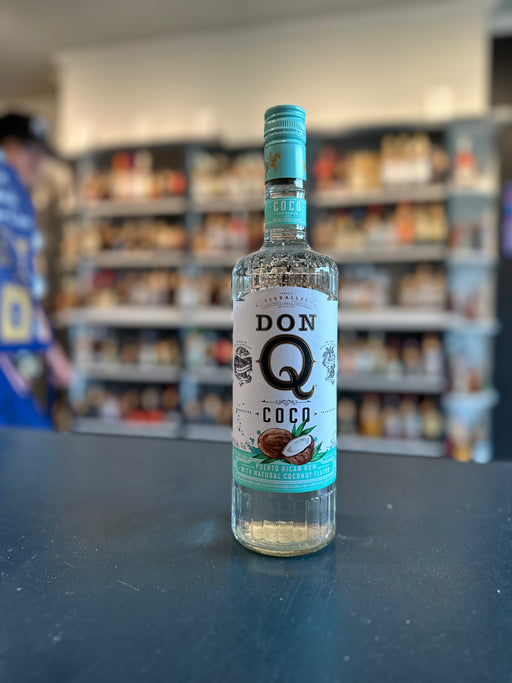 COCO
SERRALLÉS
DON
Q
COCO
PUERTO RICAN RUM
WITH NATURAL COCONUT FLAVOR